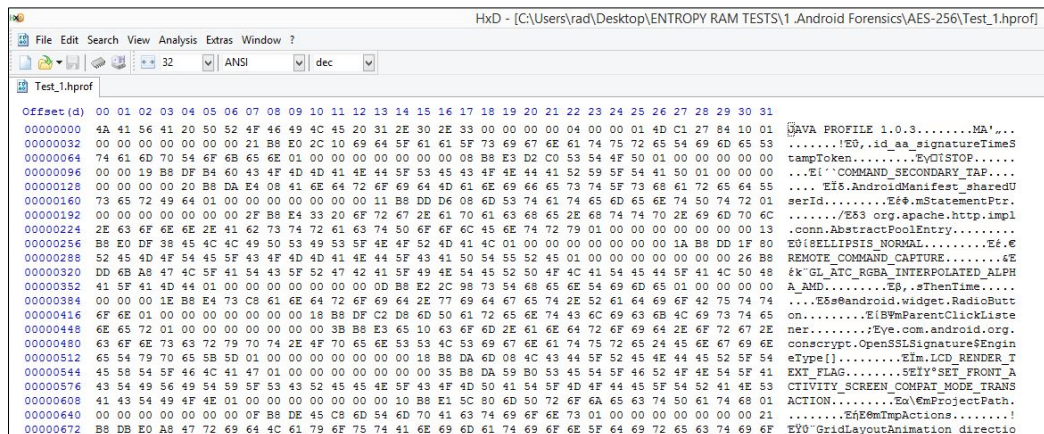 HxD - [C:\Users\rad\Desktop\ENTROPY RAM TESTS\1 .Android Forensics\AES-256\Test_1.hprof]
File Edit Search View Analysis Extras Window ?
32 ANSI dec
Test_1.hprof
Offset(d) 00 01 02 03 04 05 06 07 08 09 10 11 12 13 14 15 16 17 18 19 20 21 22 23 24 25 26 27 28 29 30 31
00000000 4A 41 56 41 20 50 52 4F 46 49 4C 45 20 31 2E 30 2E 33 00 00 00 00 04 00 00 01 4D C1 27 84 10 01 JAVA PROFILE 1.0.3........MΑ'„..
00000032 00 00 00 00 00 00 00 21 B8 E0 2C 10 69 64 5F 61 61 5F 73 69 67 6E 61 74 75 72 65 54 69 6D 65 53 .......!Έΰ,.id_aa_signatureTimeS
00000064 74 61 6D 70 54 6F 6B 65 6E 01 00 00 00 00 00 00 00 08 B8 E3 D2 C0 53 54 4F 50 01 00 00 00 00 00 tampToken.........Έγ ΐSTOP......
00000096 00 00 19 B8 DF B4 60 43 4F 4D 4D 41 4E 44 5F 53 45 43 4F 4E 44 41 52 59 5F 54 41 50 01 00 00 00 ...Έί΄`COMMAND_SECONDARY_TAP....
00000128 00 00 00 00 20 B8 DA E4 08 41 6E 64 72 6F 69 64 4D 61 6E 69 66 65 73 74 5F 73 68 61 72 65 64 55 .... ΈΪδ.AndroidManifest_sharedU
00000160 73 65 72 49 64 01 00 00 00 00 00 00 00 11 B8 DD D6 08 6D 53 74 61 74 65 6D 65 6E 74 50 74 72 01 serId.........ΈέΦ.mStatementPtr.
00000192 00 00 00 00 00 00 00 2F B8 E4 33 20 6F 72 67 2E 61 70 61 63 68 65 2E 68 74 74 70 2E 69 6D 70 6C ......./Έδ3 org.apache.http.impl
00000224 2E 63 6F 6E 6E 2E 41 62 73 74 72 61 63 74 50 6F 6F 6C 45 6E 74 72 79 01 00 00 00 00 00 00 00 13 .conn.AbstractPoolEntry.........
00000256 B8 E0 DF 38 45 4C 4C 49 50 53 49 53 5F 4E 4F 52 4D 41 4C 01 00 00 00 00 00 00 00 1A B8 DD 1F 80 Έΰί8ELLIPSIS_NORMAL.........Έέ.€
00000288 52 45 4D 4F 54 45 5F 43 4F 4D 4D 41 4E 44 5F 43 41 50 54 55 52 45 01 00 00 00 00 00 00 00 26 B8 REMOTE_COMMAND_CAPTURE........&Έ
00000320 DD 6B A8 47 4C 5F 41 54 43 5F 52 47 42 41 5F 49 4E 54 45 52 50 4F 4C 41 54 45 44 5F 41 4C 50 48 έk¨GL_ATC_RGBA_INTERPOLATED_ALPH
00000352 41 5F 41 4D 44 01 00 00 00 00 00 00 00 0D B8 E2 2C 98 73 54 68 65 6E 54 69 6D 65 01 00 00 00 00 A_AMD.........Έβ,.sThenTime.....
00000384 00 00 00 1E B8 E4 73 C8 61 6E 64 72 6F 69 64 2E 77 69 64 67 65 74 2E 52 61 64 69 6F 42 75 74 74 ....ΈδsΘandroid.widget.RadioButt
00000416 6F 6E 01 00 00 00 00 00 00 00 18 B8 DF C2 D8 6D 50 61 72 65 6E 74 43 6C 69 63 6B 4C 69 73 74 65 on.........ΈίΒΨmParentClickListe
00000448 6E 65 72 01 00 00 00 00 00 00 00 3B B8 E3 65 10 63 6F 6D 2E 61 6E 64 72 6F 69 64 2E 6F 72 67 2E ner........;Έγe.com.android.org.
00000480 63 6F 6E 73 63 72 79 70 74 2E 4F 70 65 6E 53 53 4C 53 69 67 6E 61 74 75 72 65 24 45 6E 67 69 6E conscrypt.OpenSSLSignature$Engin
00000512 65 54 79 70 65 5B 5D 01 00 00 00 00 00 00 00 18 B8 DA 6D 08 4C 43 44 5F 52 45 4E 44 45 52 5F 54 eType[].........ΈΪm.LCD_RENDER_T
00000544 45 58 54 5F 46 4C 41 47 01 00 00 00 00 00 00 00 35 B8 DA 59 B0 53 45 54 5F 46 52 4F 4E 54 5F 41 EXT_FLAG........5ΈΪY°SET_FRONT_A
00000576 43 54 49 56 49 54 59 5F 53 43 52 45 45 4E 5F 43 4F 4D 50 41 54 5F 4D 4F 44 45 5F 54 52 41 4E 53 CTIVITY_SCREEN_COMPAT_MODE_TRANS
00000608 41 43 54 49 4F 4E 01 00 00 00 00 00 00 00 10 B8 E1 5C 80 6D 50 72 6F 6A 65 63 74 50 61 74 68 01 ACTION.........Έα\€mProjectPath.
00000640 00 00 00 00 00 00 00 0F B8 DE 45 C8 6D 54 6D 70 41 63 74 69 6F 6E 73 01 00 00 00 00 00 00 00 21 ........ΈήEΘmTmpActions........!
00000672 B8 DB E0 A8 47 72 69 64 4C 61 79 6F 75 74 41 6E 69 6D 61 74 69 6F 6E 5F 64 69 72 65 63 74 69 6F ΈΫΰ¨GridLayoutAnimation_directio